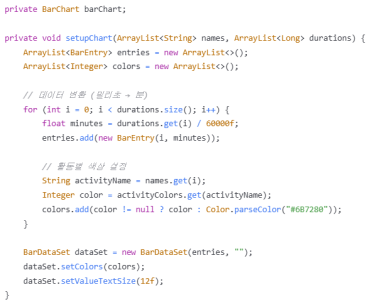 private BarChart barChart;

private void setupChart(ArrayList<String> names, ArrayList<Long> durations) {
    ArrayList<BarEntry> entries = new ArrayList<>();
    ArrayList<Integer> colors = new ArrayList<>();

    // 데이터 변환 (밀리초 → 분)
    for (int i = 0; i < durations.size(); i++) {
        float minutes = durations.get(i) / 60000f;
        entries.add(new BarEntry(i, minutes));

        // 활동별 색상 결정
        String activityName = names.get(i);
        Integer color = activityColors.get(activityName);
        colors.add(color != null ? color : Color.parseColor("#6B7280"));
    }

    BarDataSet dataSet = new BarDataSet(entries, "");
    dataSet.setColors(colors);
    dataSet.setValueTextSize(12f);
}